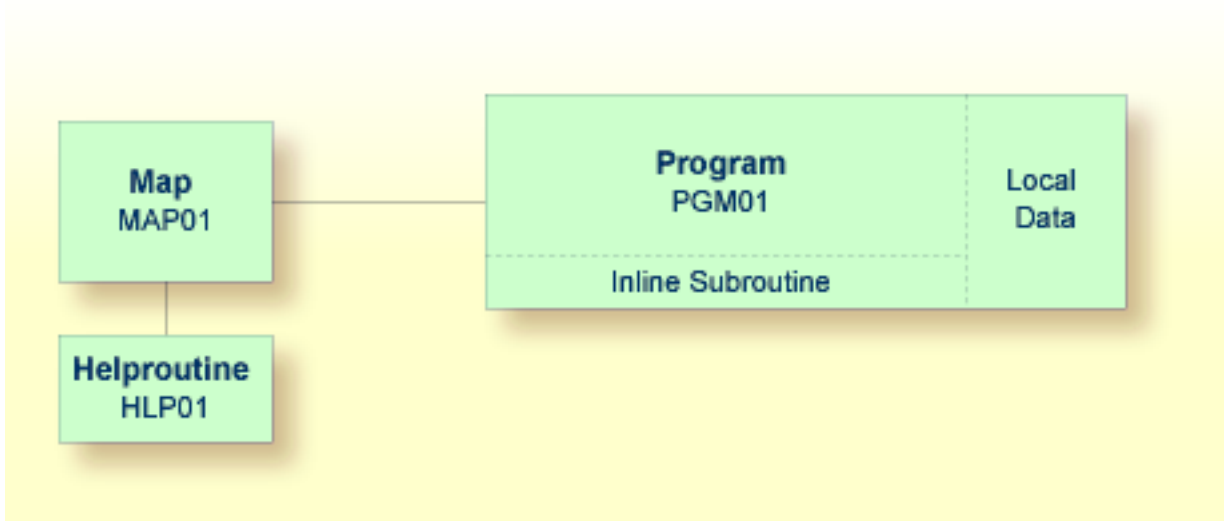 Map
MAP01
Helproutine
HLP01
Program
PGM01
Inline Subroutine
Local
Data